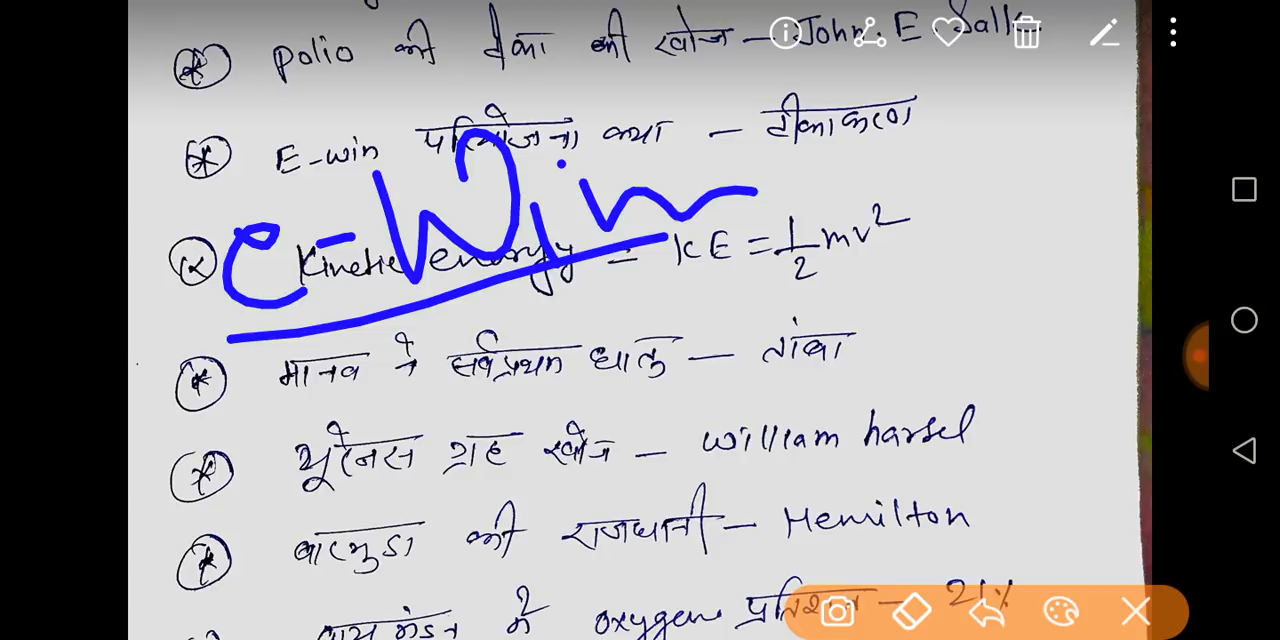 polio की टीका की खोज – John. E Salk
E-win परियोजना क्या – टीकाकरण
e-Win
Kinetic energy = KE = 1/2 mv²
मानव ने सर्वप्रथम धातु – तांबा
यूरेनस ग्रह खोज – William harsel
बारमुडा की राजधानी – Hemilton
में oxygen प्रतिशत – 21%